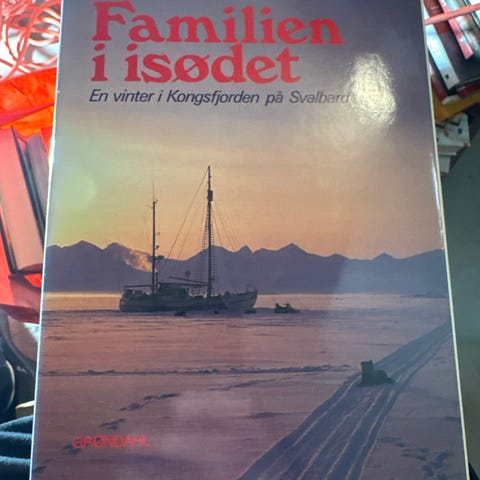 Familien
i isødet
En vinter i Kongsfjorden på Svalbard
GRØNDAHL